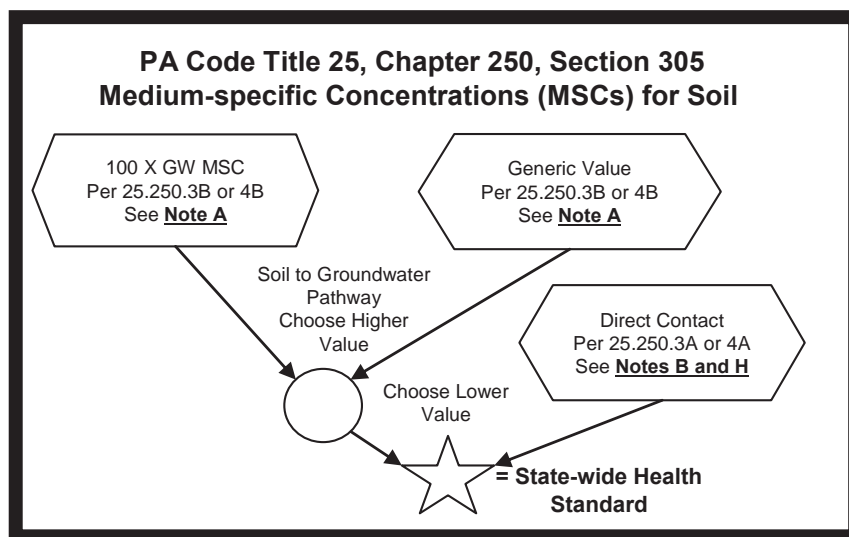 PA Code Title 25, Chapter 250, Section 305
Medium-specific Concentrations (MSCs) for Soil
100 X GW MSC
Per 25.250.3B or 4B
See Note A
Generic Value
Per 25.250.3B or 4B
See Note A
Soil to Groundwater
Pathway
Choose Higher
Value
Direct Contact
Per 25.250.3A or 4A
See Notes B and H
Choose Lower
Value
= State-wide Health
Standard